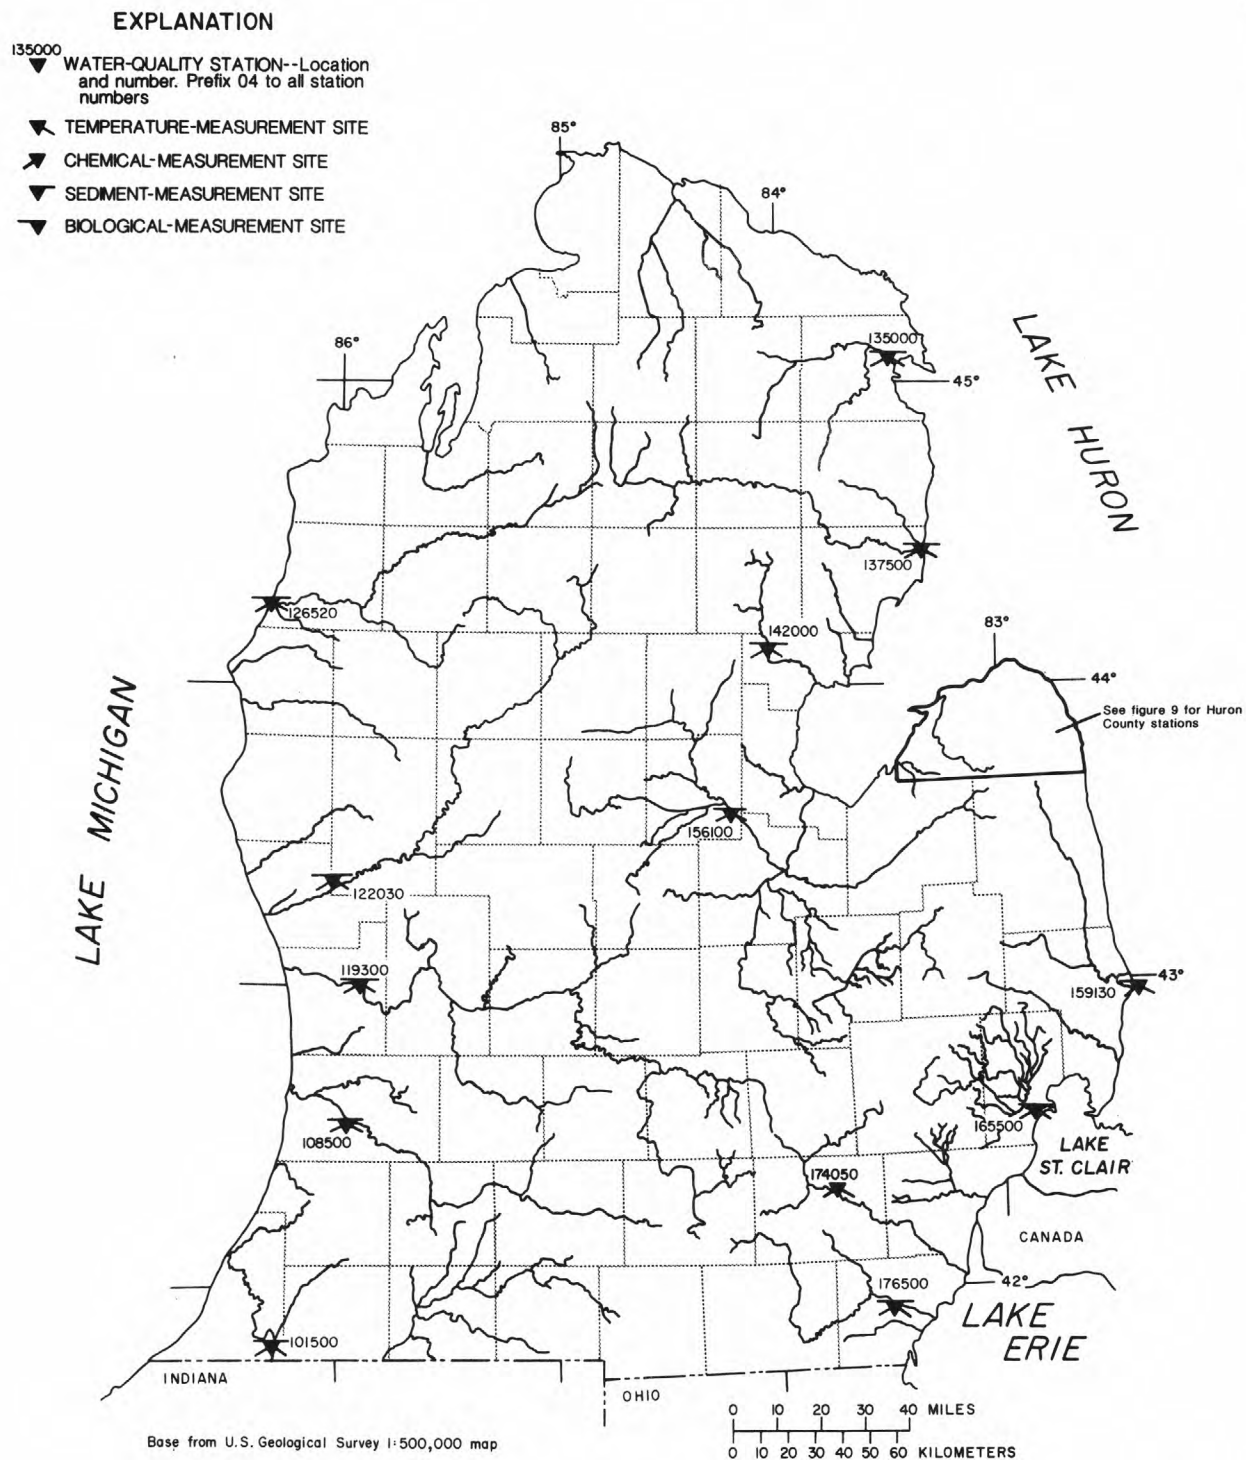 EXPLANATION
135000
WATER-QUALITY STATION--Location
and number. Prefix 04 to all station
numbers
TEMPERATURE-MEASUREMENT SITE
CHEMICAL-MEASUREMENT SITE
SEDIMENT-MEASUREMENT SITE
BIOLOGICAL-MEASUREMENT SITE
85°
84°
LAKE HURON
86°
135000
45°
137500
126520
142000
83°
44°
See figure 9 for Huron
County stations
LAKE MICHIGAN
156100
122030
119300
43°
159130
108500
165500
LAKE
ST. CLAIR
174050
CANADA
176500
42°
LAKE
ERIE
101500
INDIANA
OHIO
0 10 20 30 40 MILES
0 10 20 30 40 50 60 KILOMETERS
Base from U.S. Geological Survey 1:500,000 map